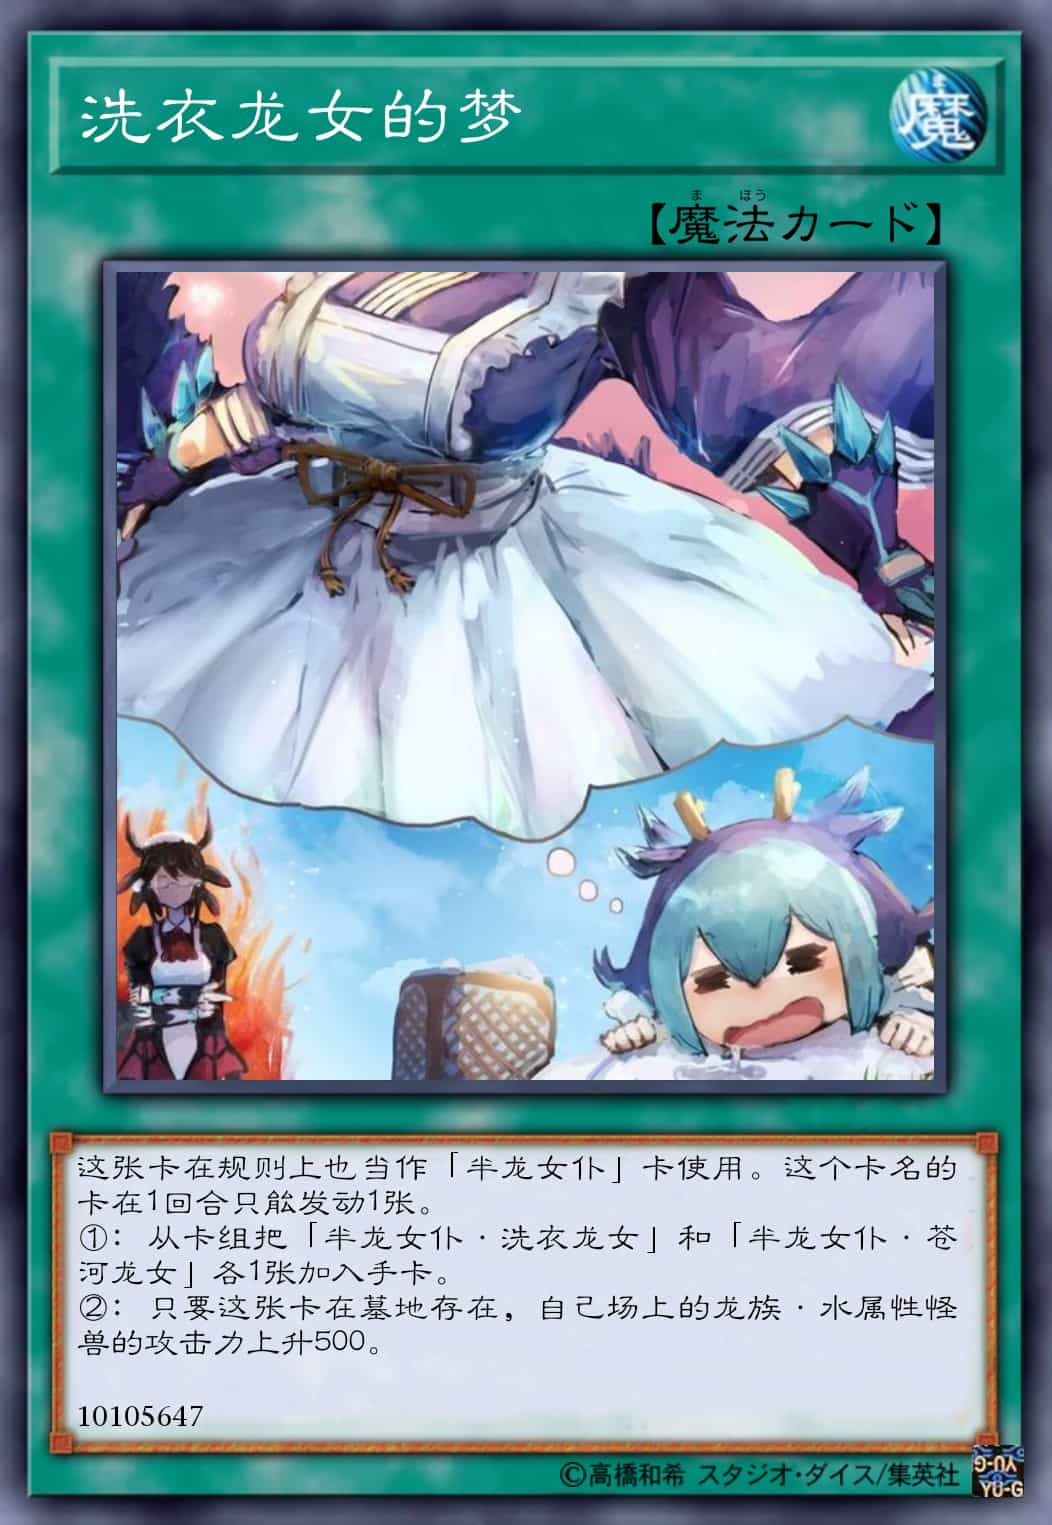 洗衣龙女的梦
魔
まほう
【魔法カード】
这张卡在规则上也当作「半龙女仆」卡使用。这个卡名的
卡在1回合只能发动1张。
①：从卡组把「半龙女仆·洗衣龙女」和「半龙女仆·苍
河龙女」各1张加入手卡。
②：只要这张卡在墓地存在，自己场上的龙族·水属性怪
兽的攻击力上升500。
10105647
©高橋和希 スタジオ·ダイス/集英社
YU-G
YU-G